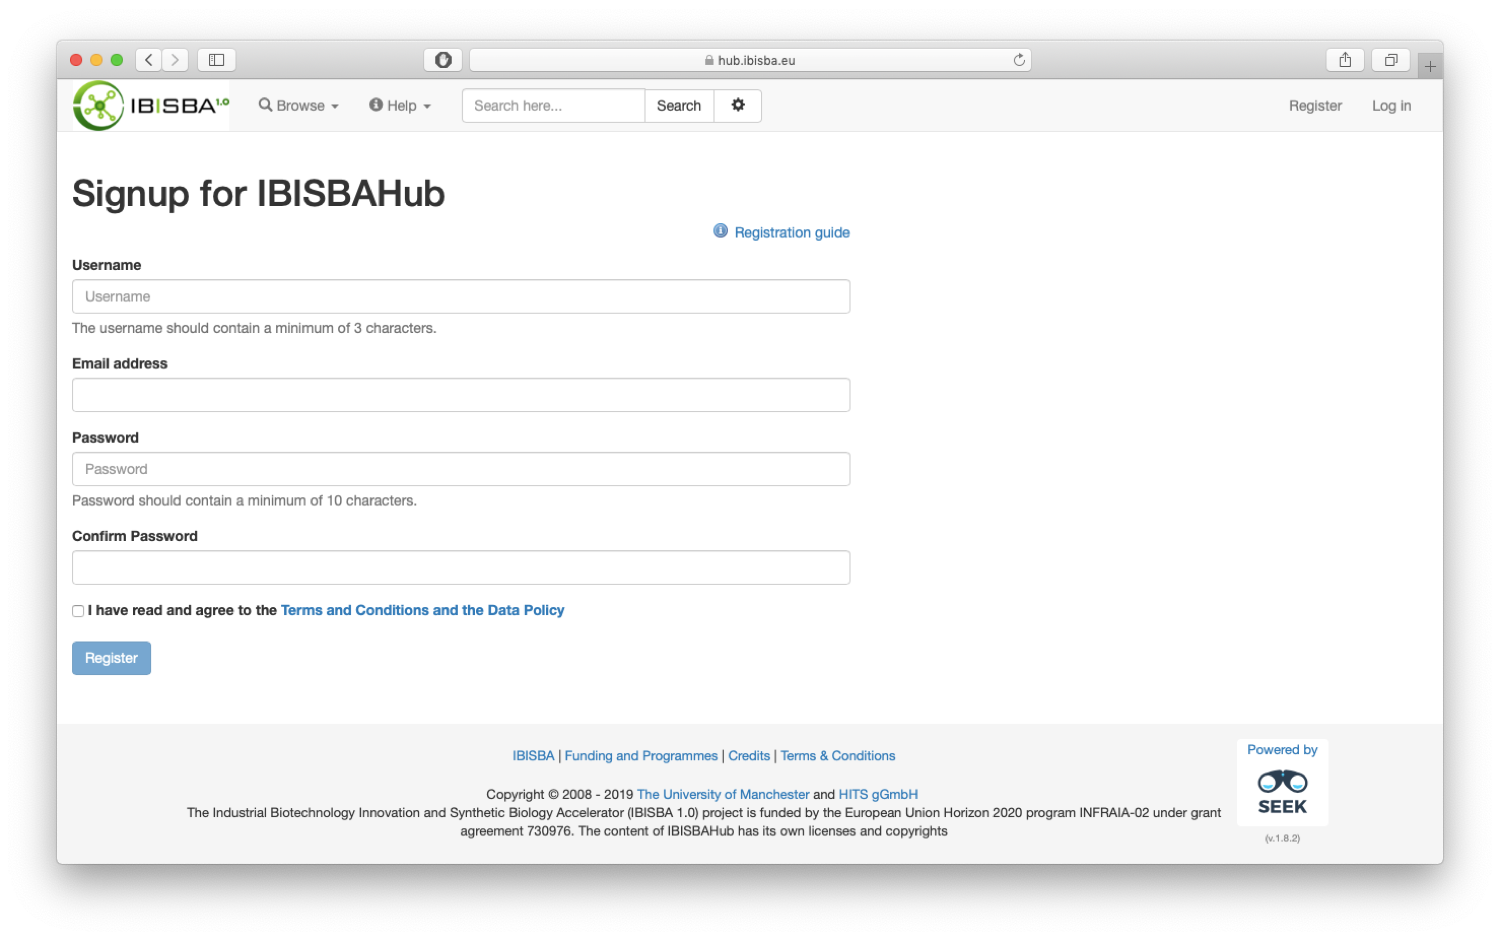 hub.ibisba.eu
IBISBA1.0
Browse
Help
Search here...
Search
Register
Log in
Signup for IBISBAHub
Registration guide
Username
Username
The username should contain a minimum of 3 characters.
Email address
Password
Password
Password should contain a minimum of 10 characters.
Confirm Password
I have read and agree to the Terms and Conditions and the Data Policy
Register
IBISBA | Funding and Programmes | Credits | Terms & Conditions
Copyright © 2008 - 2019 The University of Manchester and HITS gGmbH
The Industrial Biotechnology Innovation and Synthetic Biology Accelerator (IBISBA 1.0) project is funded by the European Union Horizon 2020 program INFRAIA-02 under grant
agreement 730976. The content of IBISBAHub has its own licenses and copyrights
Powered by
SEEK
(v.1.8.2)